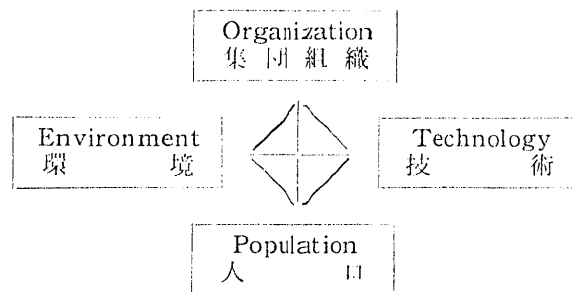 Organization
集団組織
Environment
環境
Technology
技術
Population
人口